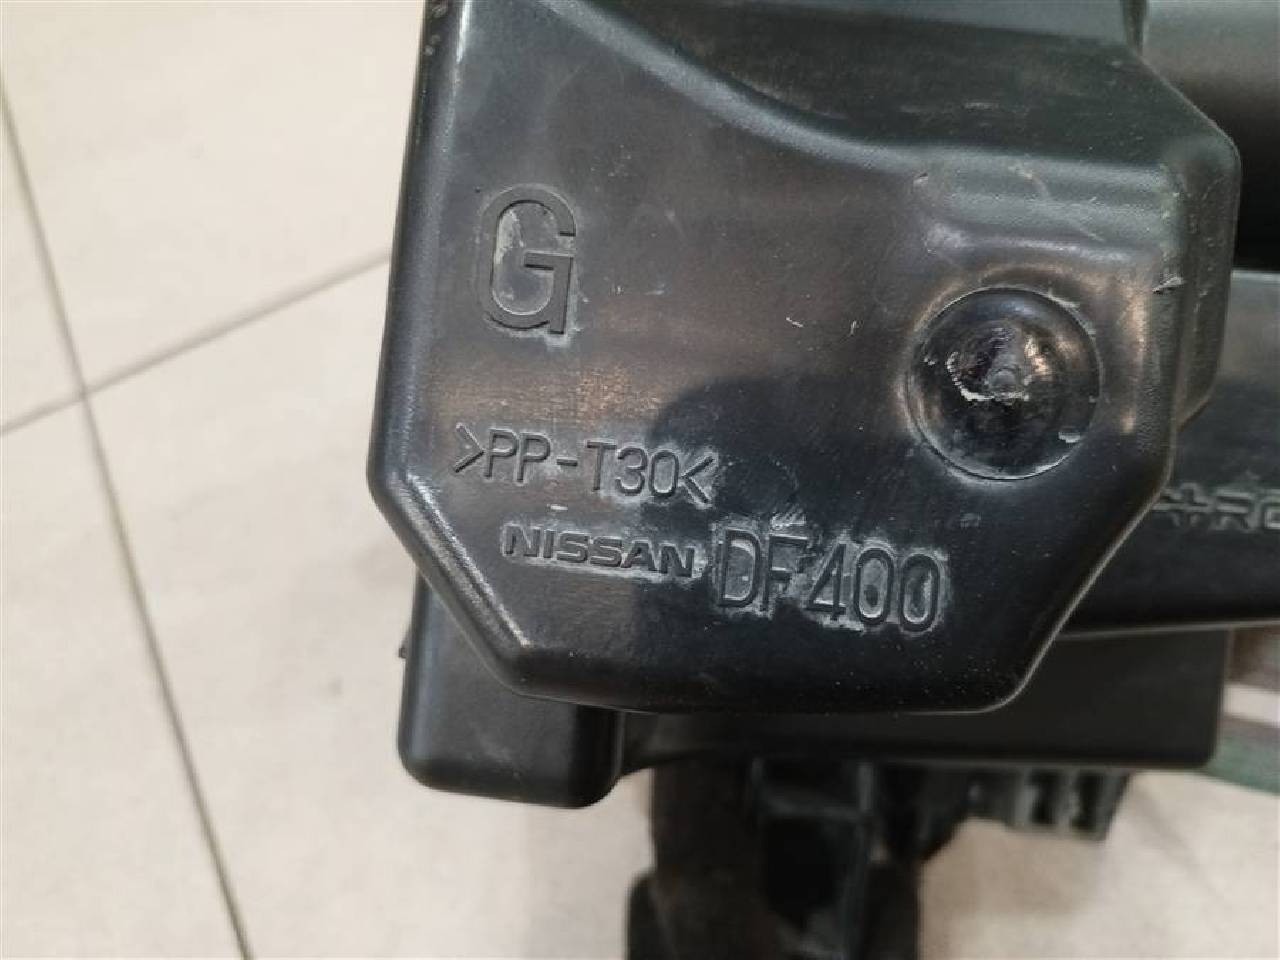 G
>PP-T30<
NISSAN DF400